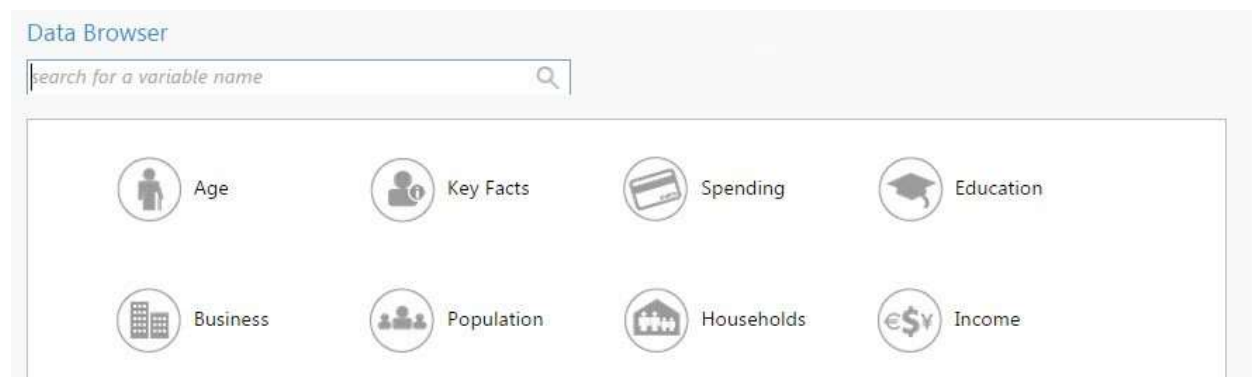 Data Browser
search for a variable name
Age Key Facts Spending Education
Business Population Households Income